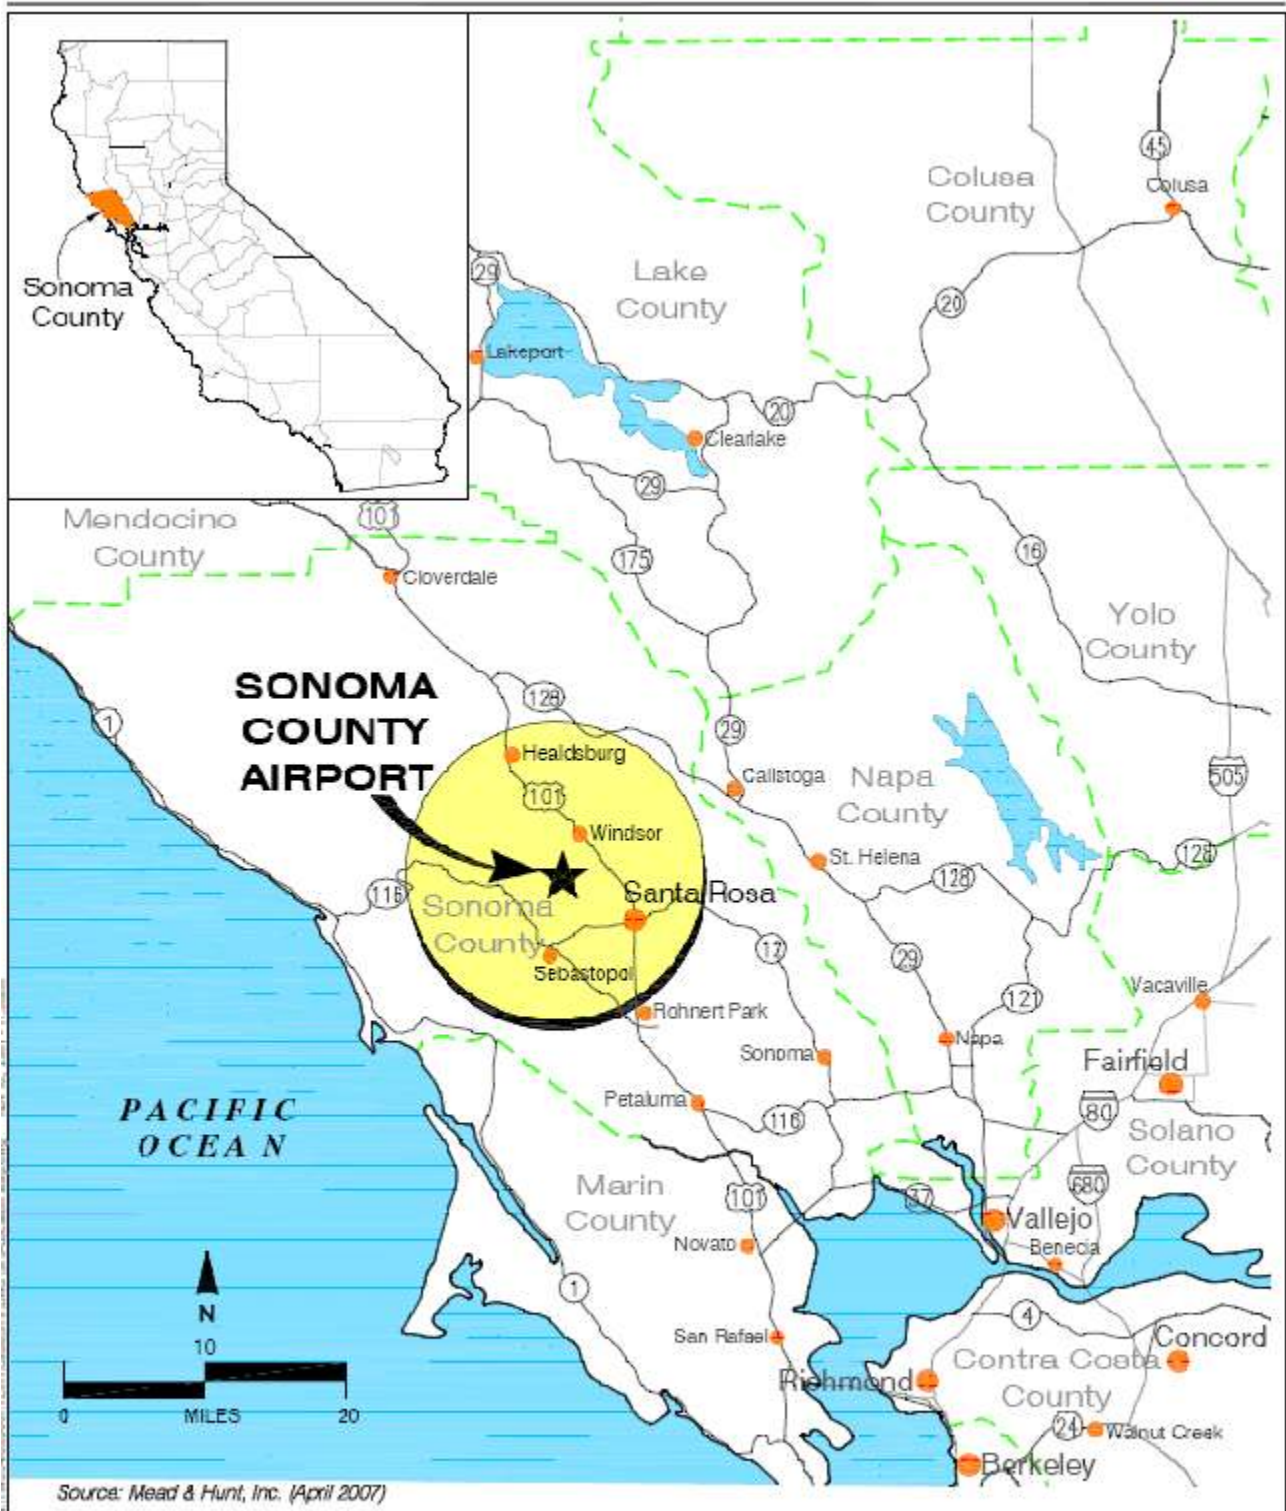 Sonoma
County
45
Colusa
County
Colusa
Lake
County
29
20
Lakeport
20
Clearlake
29
Mendocino
County
101
175
16
Cloverdale
Yolo
County
SONOMA
COUNTY
AIRPORT
128
1
29
Healdsburg
505
Calistoga
Napa
County
101
Windsor
St. Helena
128
128
116
Santa Rosa
Sonoma
County
12
29
Sebastopol
Vacaville
121
Rohnert Park
Napa
Sonoma
Fairfield
PACIFIC
OCEAN
Petaluma
116
80
Solano
County
Marin
County
101
37
680
Vallejo
Novato
Benecia
1
N
4
San Rafael
Concord
10
Contra Costa
County
Richmond
0 MILES 20
24
Walnut Creek
Berkeley
Source: Mead & Hunt, Inc. (April 2007)